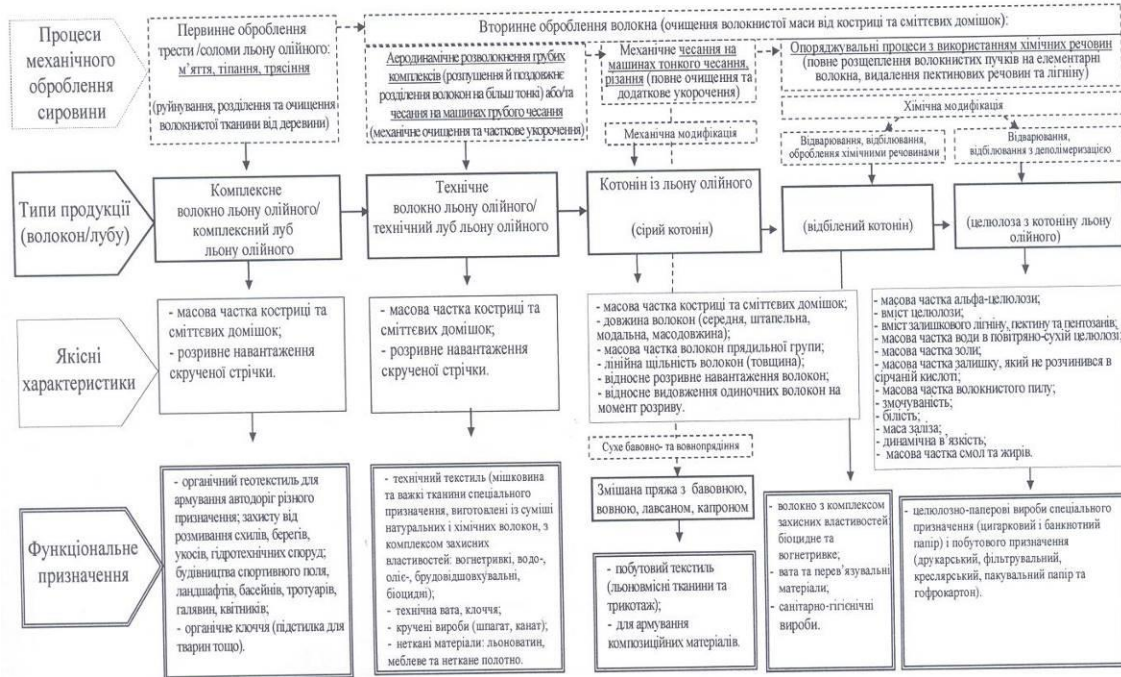 Процеси
механічного
оброблення
сировини
Первинне оброблення
трести /соломи льону олійного:
м’яття, тіпання, трясіння
(руйнування, розділення та очищення
волокнистої тканини від деревини)
Вторинне оброблення волокна (очищення волокнистої маси від костриці та сміттєвих домішок):
Аеродинамічне розволокнення грубих
комплексів (розпушення й поздовжнє
розділення волокон на більш тонкі) або/та
чесання на машинах грубого чесання
(механічне очищення та часткове укорочення)
Механічне чесання на
машинах тонкого чесання,
різання (повне очищення та
додаткове укорочення)
Опоряджувальні процеси з використанням хімічних речовин
(повне розщеплення волокнистих пучків на елементарні
волокна, видалення пектинових речовин та лігніну)
Механічна модифікація
Хімічна модифікація
Відварювання, відбілювання,
оброблення хімічними речовинами
Відварювання,
відбілювання з деполімеризацією
Типи продукції
(волокон/лубу)
Комплексне
волокно льону олійного/
комплексний луб
льону олійного
Технічне
волокно льону олійного/
технічний луб льону олійного
Котонін із льону олійного
(сірий котонін)
(відбілений котонін)
(целюлоза з котоніну льону
олійного)
Якісні
характеристики
- масова частка костриці та
сміттєвих домішок;
- розривне навантаження
скрученої стрічки.
- масова частка костриці та
сміттєвих домішок;
- розривне навантаження
скрученої стрічки.
- масова частка костриці та сміттєвих домішок;
- довжина волокон (середня, штапельна,
модальна, масодовжина);
- масова частка волокон прядильної групи;
- лінійна щільність волокон (товщина);
- відносне розривне навантаження волокон;
- відносне видовження одиночних волокон на
момент розриву.
- масова частка альфа-целюлози;
- вміст целюлози;
- вміст залишкового лігніну, пектину та пентозанів;
- масова частка води в повітряно-сухій целюлозі;
- масова частка золи;
- масова частка залишку, який не розчинився в
сірчаній кислоті;
- масова частка волокнистого пилу;
- змочуваність;
- білість;
- маса заліза;
- динамічна в’язкість;
- масова частка смол та жирів.
Сухе бавовно- та вовнопрядіння
Змішана пряжа з бавовною,
вовною, лавсаном, капроном
Функціональне
призначення
- органічний геотекстиль для
армування автодоріг різного
призначення; захисту від
розмивання схилів, берегів,
укосів, гідротехнічних споруд;
будівництва спортивного поля,
ландшафтів, басейнів, тротуарів,
галявин, квітників;
- органічне клоччя (підстилка для
тварин тощо).
- технічний текстиль (мішковина
та важкі тканини спеціального
призначення, виготовлені із суміші
натуральних і хімічних волокон, з
комплексом захисних
властивостей: вогнетривкі, водо-,
оліє-, брудовідшовхувальні,
біоцидні);
- технічна вата, клоччя;
- кручені вироби (шпагат, канат);
- неткані матеріали: льоноватин,
меблеве та неткане полотно.
- побутовий текстиль
(льоновмісні тканини та
трикотаж);
- для армування
композиційних матеріалів.
- волокно з комплексом
захисних властивостей:
біоцидне та
вогнетривке;
- вата та перев’язувальні
матеріали;
- санітарно-гігієнічні
вироби.
- целюлозно-паперові вироби спеціального
призначення (цигарковий і банкнотий
папір) і побутового призначення
(друкарський, фільтрувальний,
креслярський, пакувальний папір та
гофрокартон).